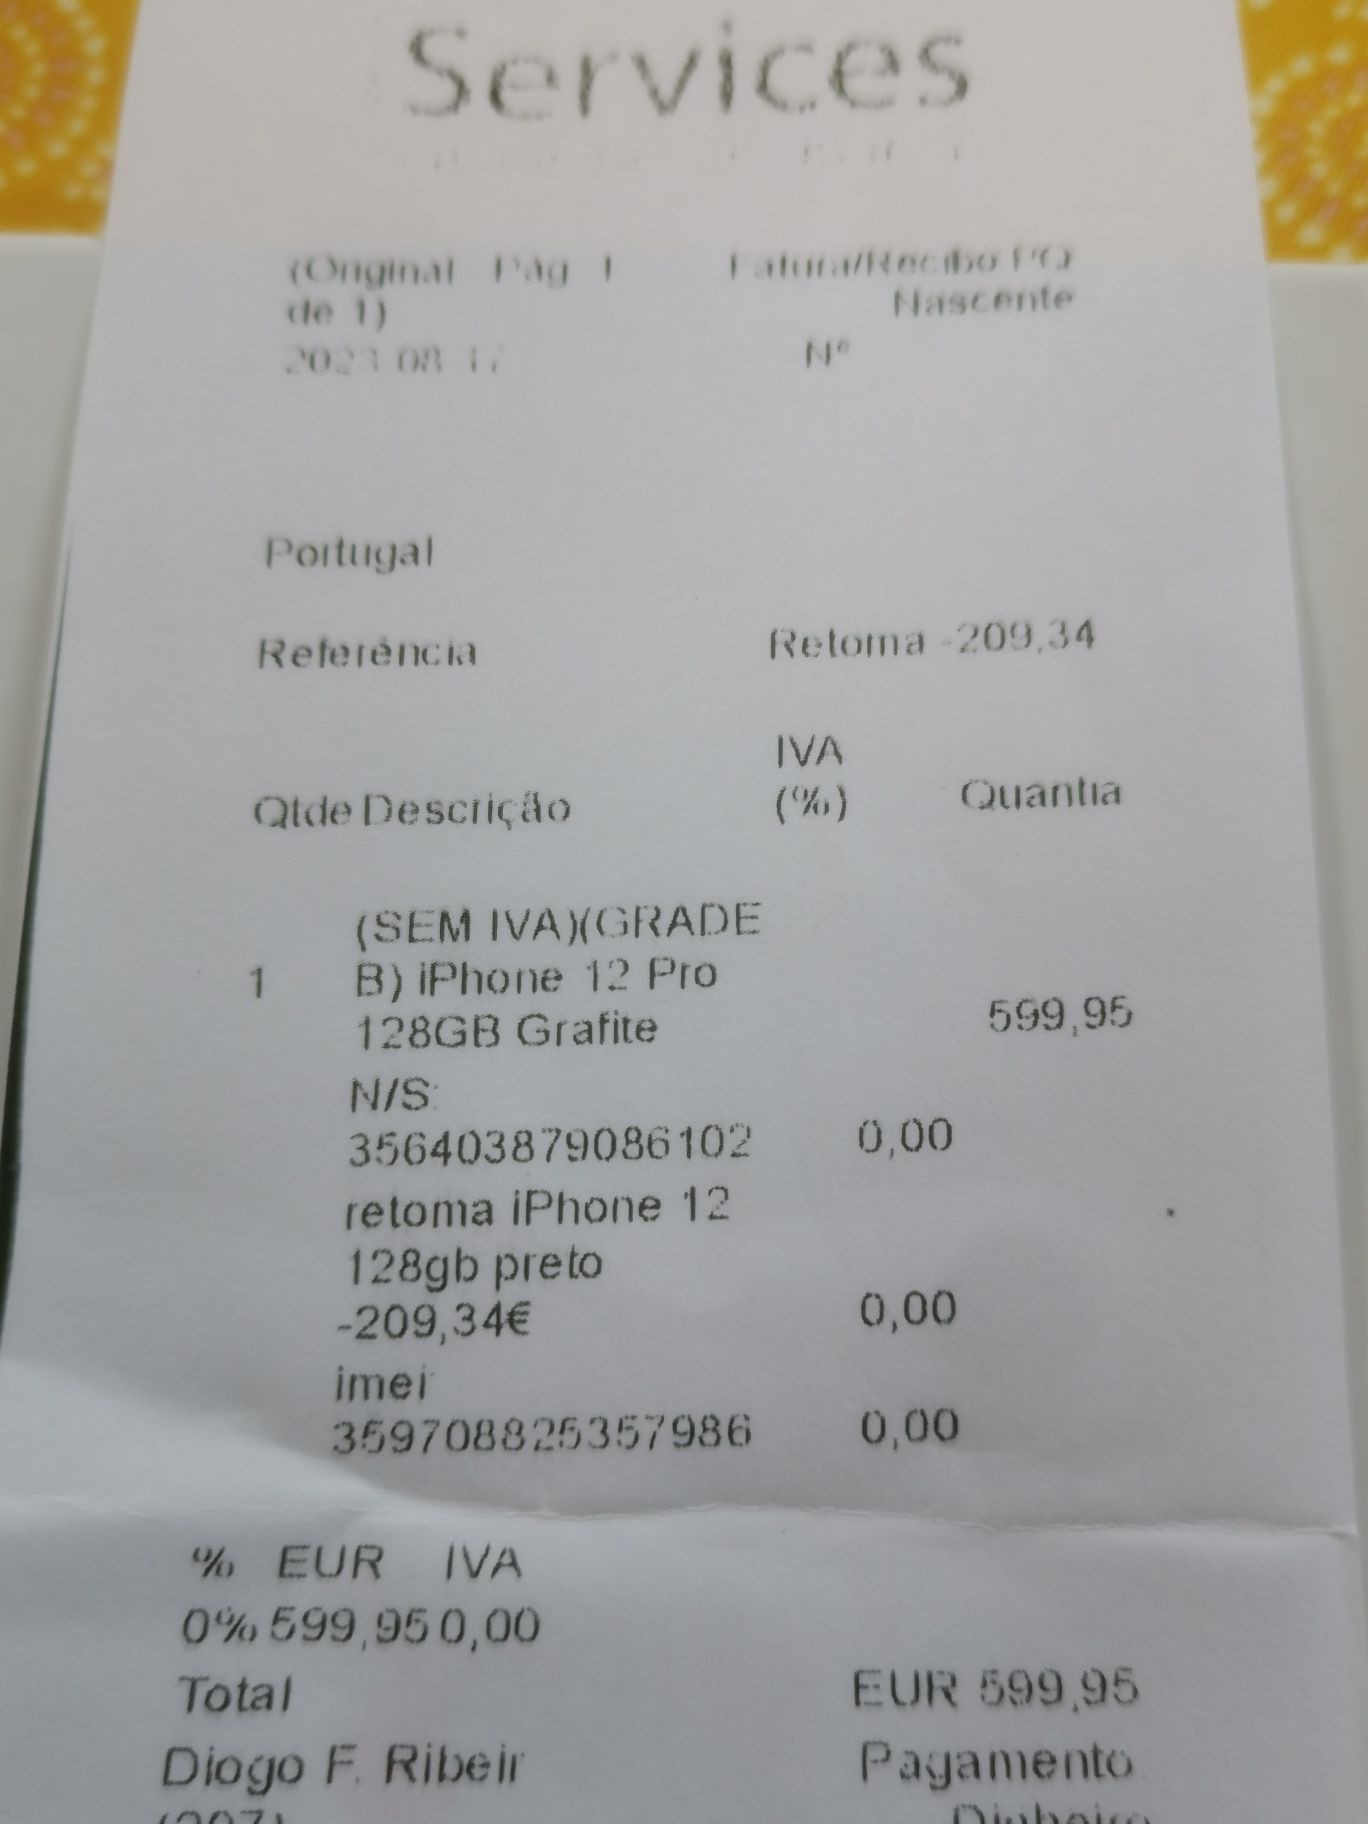 Services
(Original Pág 1 Fatura/Recibo PQ
de 1) Nascente
2023 08 17 Nº
Portugal
Referência Retoma -209,34
IVA
Qtde Descrição (%) Quantia
(SEM IVA)(GRADE
1 B) iPhone 12 Pro
128GB Grafite 599,95
N/S:
356403879086102 0,00
retoma iPhone 12
128gb preto
-209,34€ 0,00
imei
359708825357986 0,00
% EUR IVA
0% 599,95 0,00
Total EUR 599,95
Diogo F. Ribeir Pagamento
(207) Dinheiro